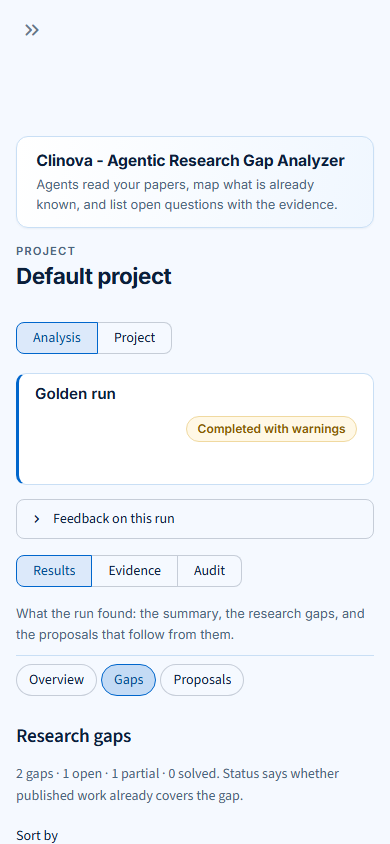 Clinova - Agentic Research Gap Analyzer
Agents read your papers, map what is already
known, and list open questions with the evidence.
PROJECT
Default project
Analysis
Project
Golden run
Completed with warnings
Feedback on this run
Results
Evidence
Audit
What the run found: the summary, the research gaps, and
the proposals that follow from them.
Overview
Gaps
Proposals
Research gaps
2 gaps · 1 open · 1 partial · 0 solved. Status says whether
published work already covers the gap.
Sort by